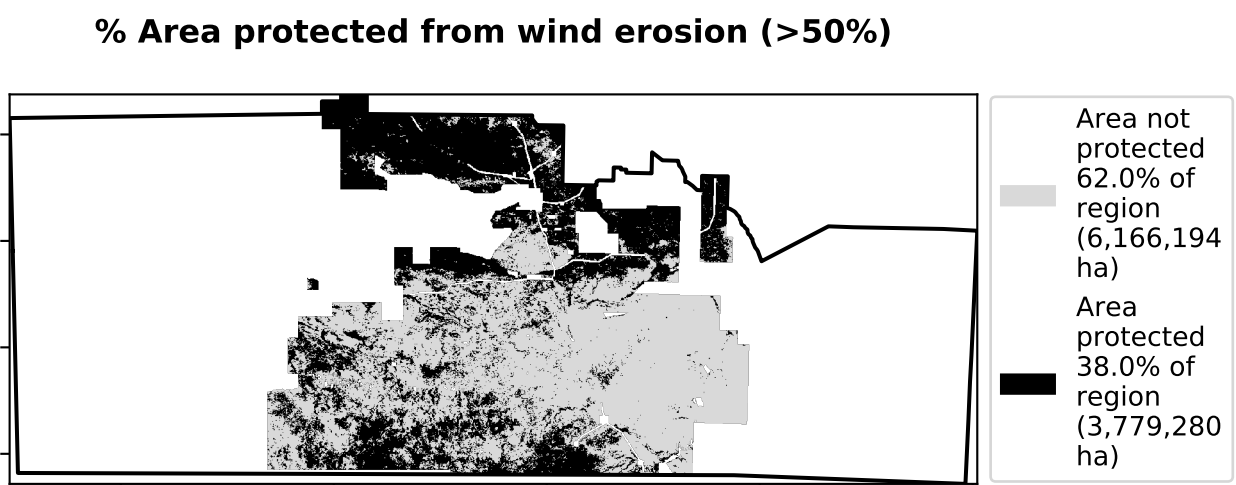 % Area protected from wind erosion (>50%)
Area not
protected
62.0% of
region
(6,166,194
ha)
Area
protected
38.0% of
region
(3,779,280
ha)